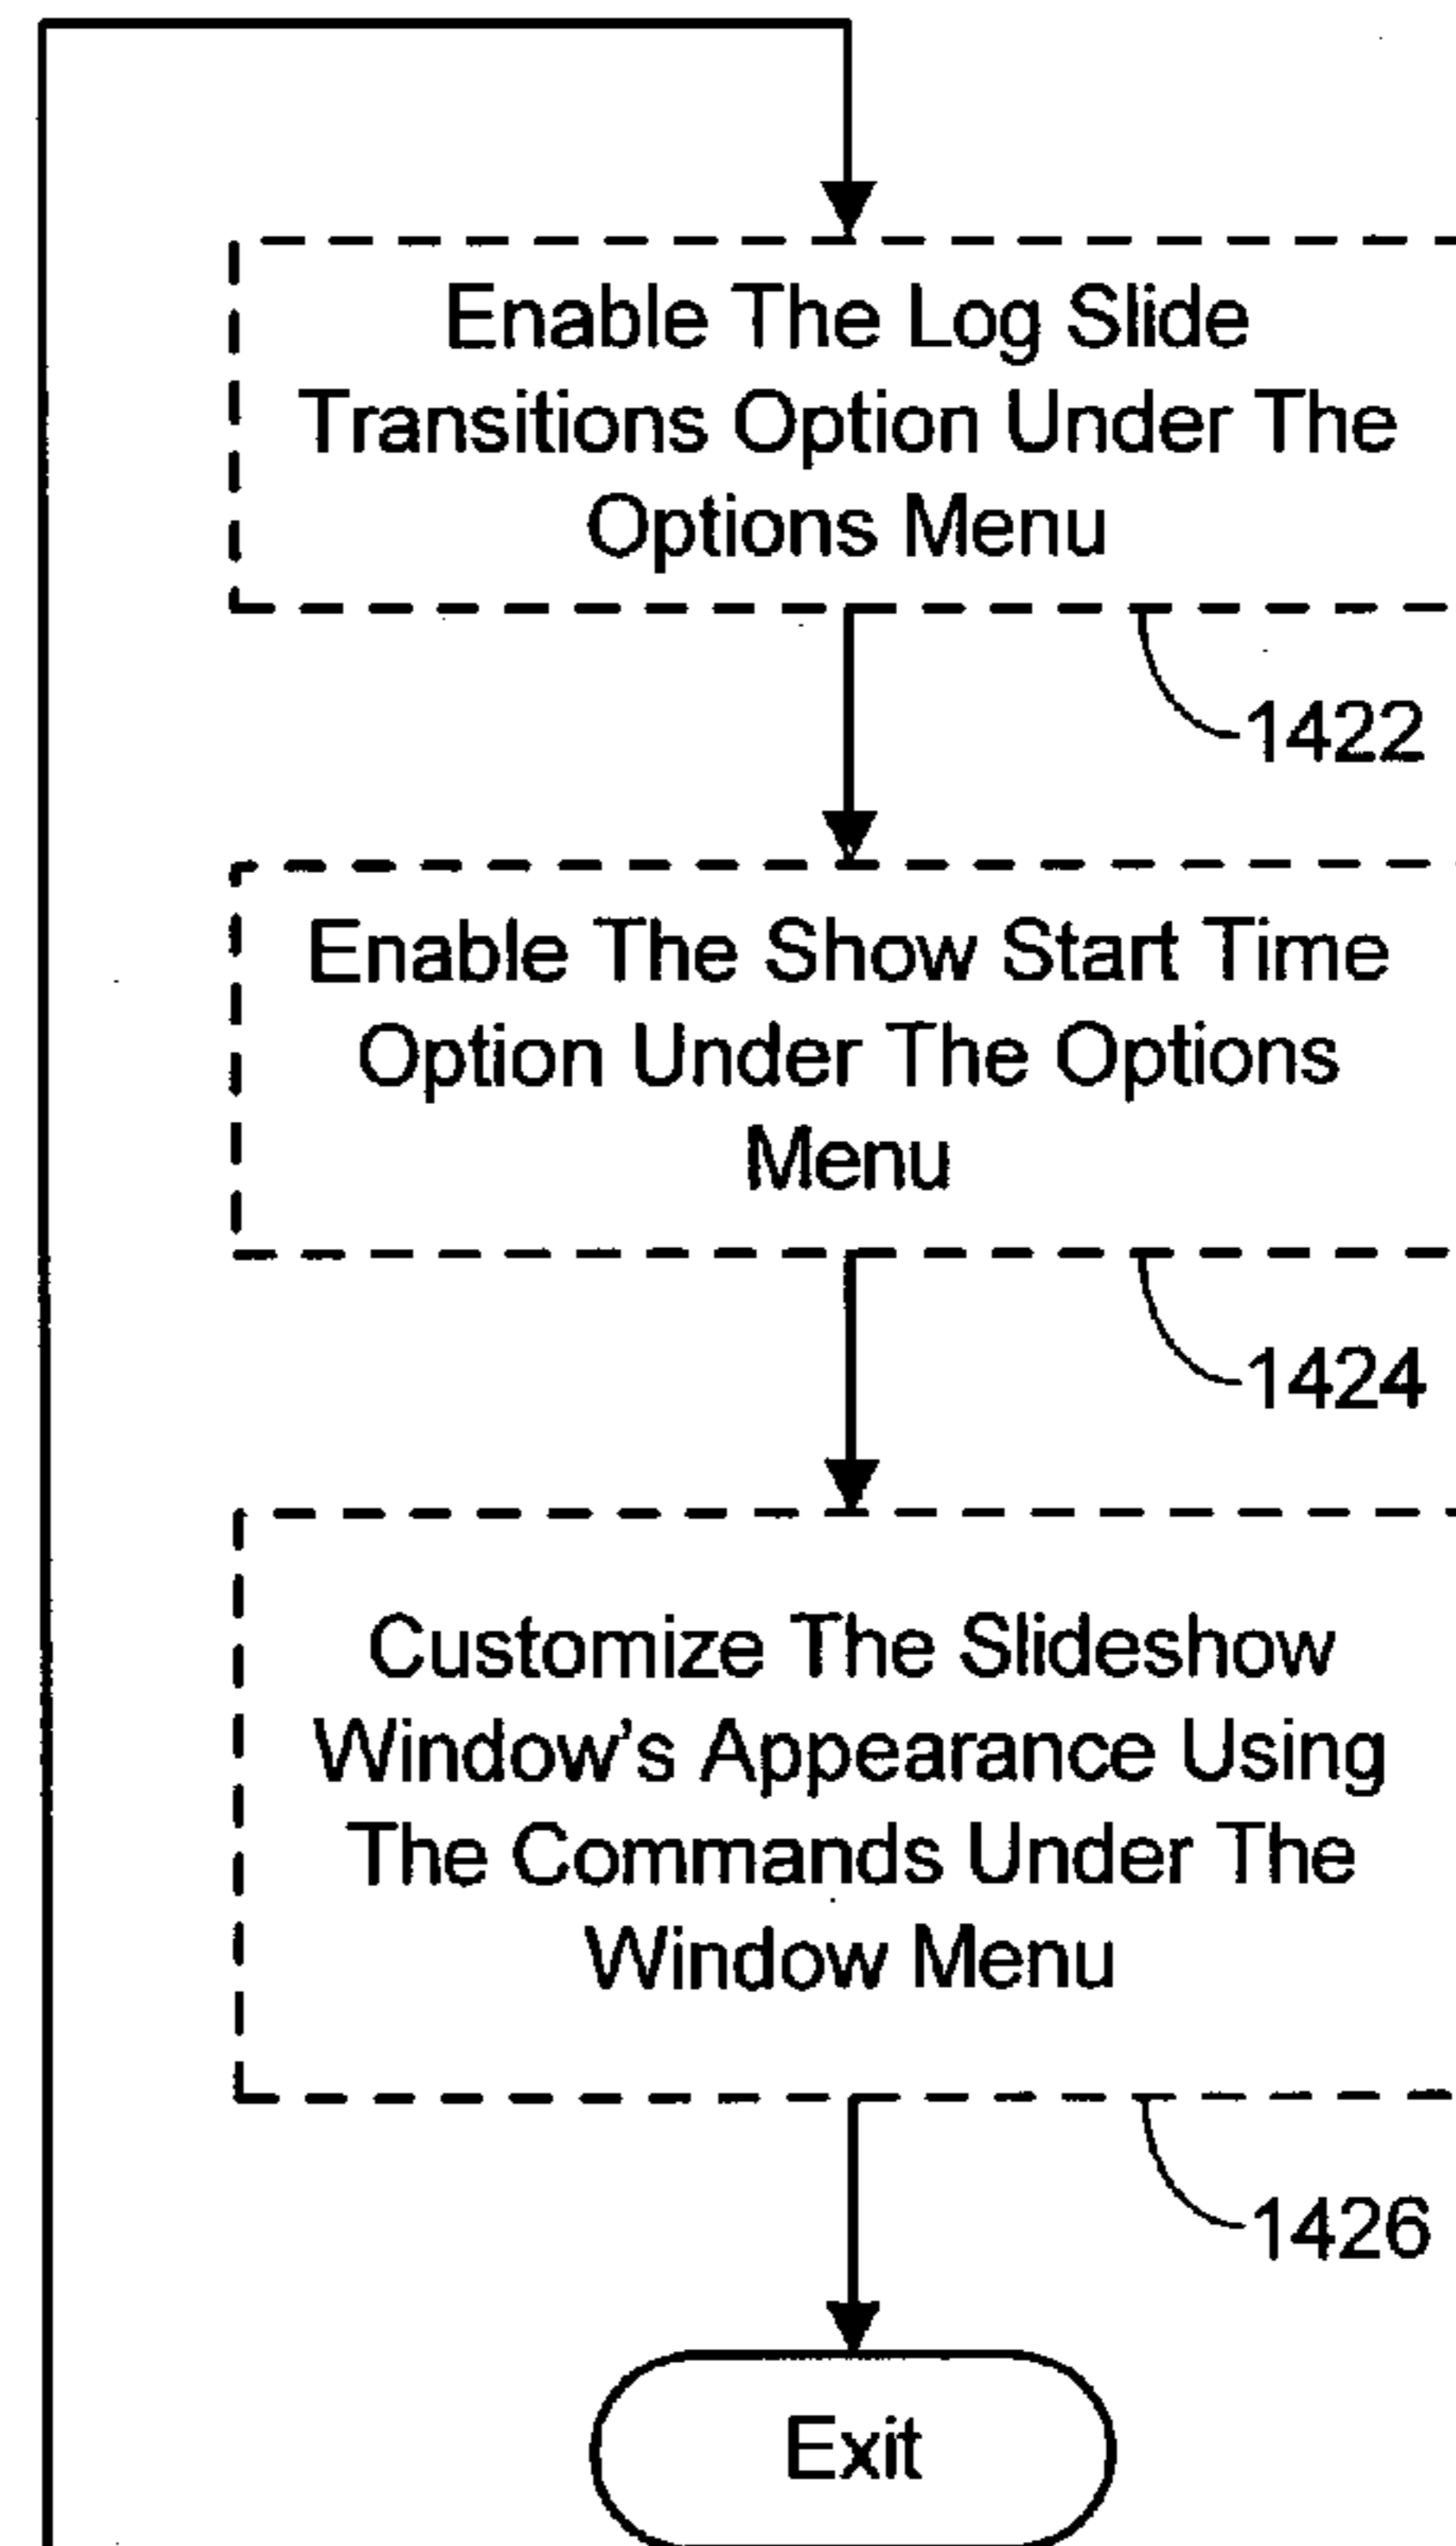 Enable The Log Slide
Transitions Option Under The
Options Menu
1422
Enable The Show Start Time
Option Under The Options
Menu
1424
Customize The Slideshow
Window's Appearance Using
The Commands Under The
Window Menu
1426
Exit